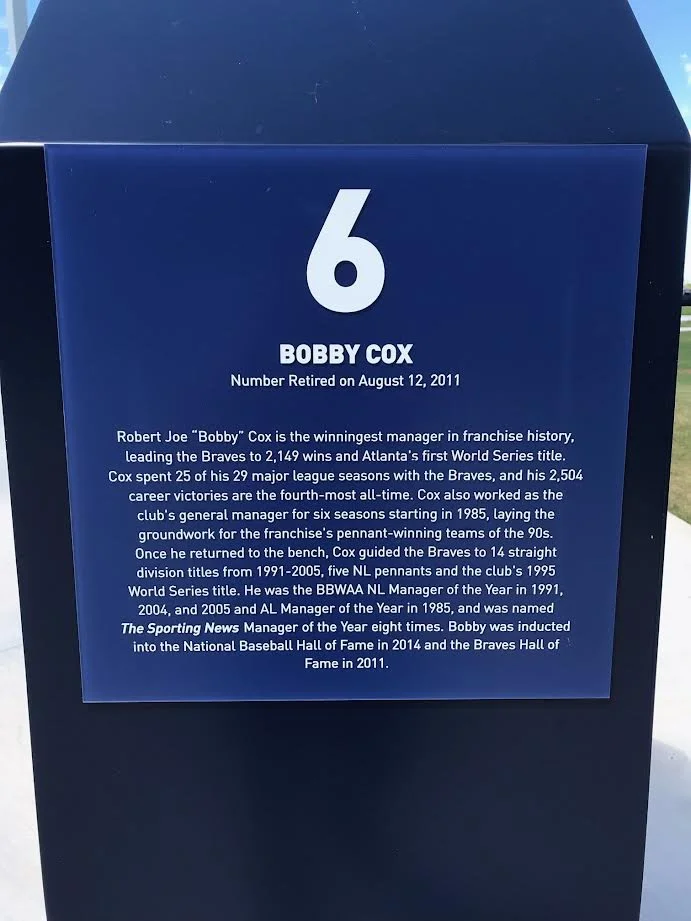 6
BOBBY COX
Number Retired on August 12, 2011
Robert Joe "Bobby" Cox is the winningest manager in franchise history,
leading the Braves to 2,149 wins and Atlanta's first World Series title.
Cox spent 25 of his 29 major league seasons with the Braves, and his 2,504
career victories are the fourth-most all-time. Cox also worked as the
club's general manager for six seasons starting in 1985, laying the
groundwork for the franchise's pennant-winning teams of the 90s.
Once he returned to the bench, Cox guided the Braves to 14 straight
division titles from 1991-2005, five NL pennants and the club's 1995
World Series title. He was the BBWAA NL Manager of the Year in 1991,
2004, and 2005 and AL Manager of the Year in 1985, and was named
The Sporting News Manager of the Year eight times. Bobby was inducted
into the National Baseball Hall of Fame in 2014 and the Braves Hall of
Fame in 2011.